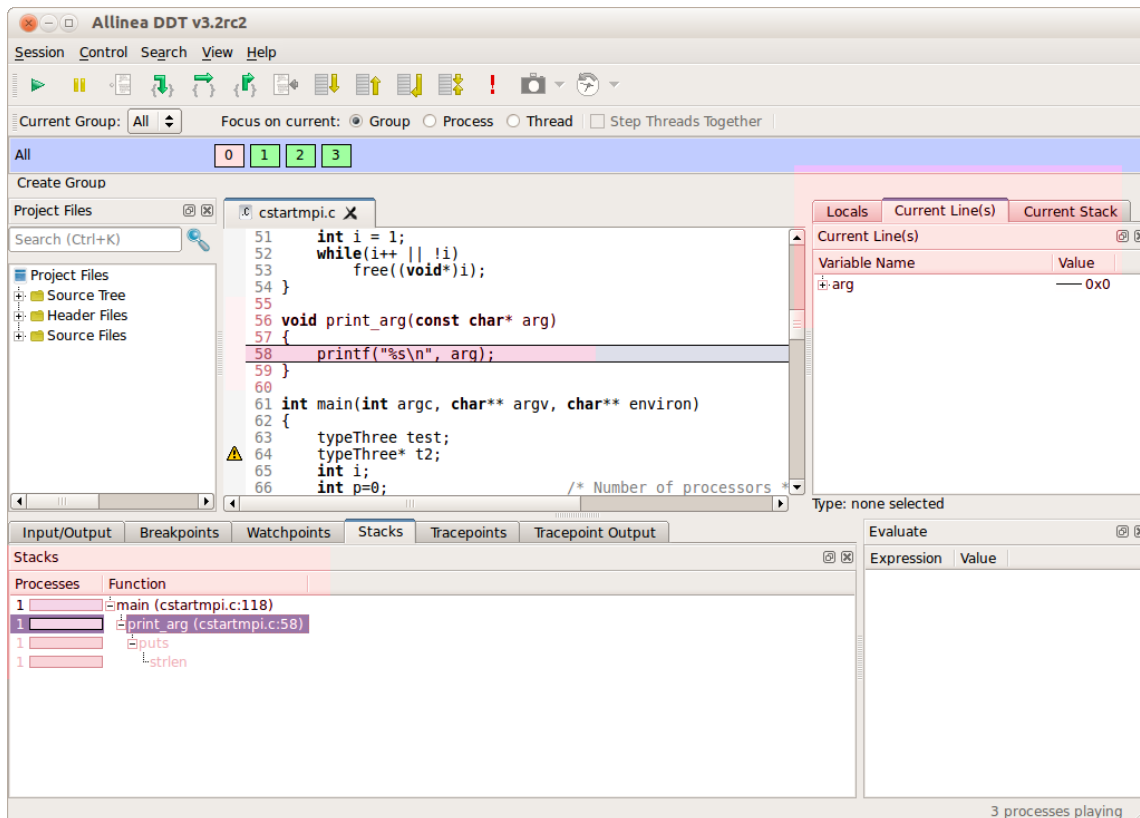 Allinea DDT v3.2rc2
Session Control Search View Help
Current Group: All Focus on current: Group Process Thread Step Threads Together
All 0 1 2 3
Create Group
Project Files
Search (Ctrl+K)
Project Files
Source Tree
Header Files
Source Files
cstartmpi.c
51 int i = 1;
52 while(i++ || !i)
53 free((void*)i);
54 }
55
56 void print_arg(const char* arg)
57 {
58 printf("%s\n", arg);
59 }
60
61 int main(int argc, char** argv, char** environ)
62 {
63 typeThree test;
64 typeThree* t2;
65 int i;
66 int p=0; /* Number of processors *
Locals Current Line(s) Current Stack
Current Line(s)
Variable Name Value
arg 0x0
Type: none selected
Input/Output Breakpoints Watchpoints Stacks Tracepoints Tracepoint Output
Stacks
Processes Function
1 main (cstartmpi.c:118)
1 print_arg (cstartmpi.c:58)
1 puts
1 strlen
Evaluate
Expression Value
3 processes playing